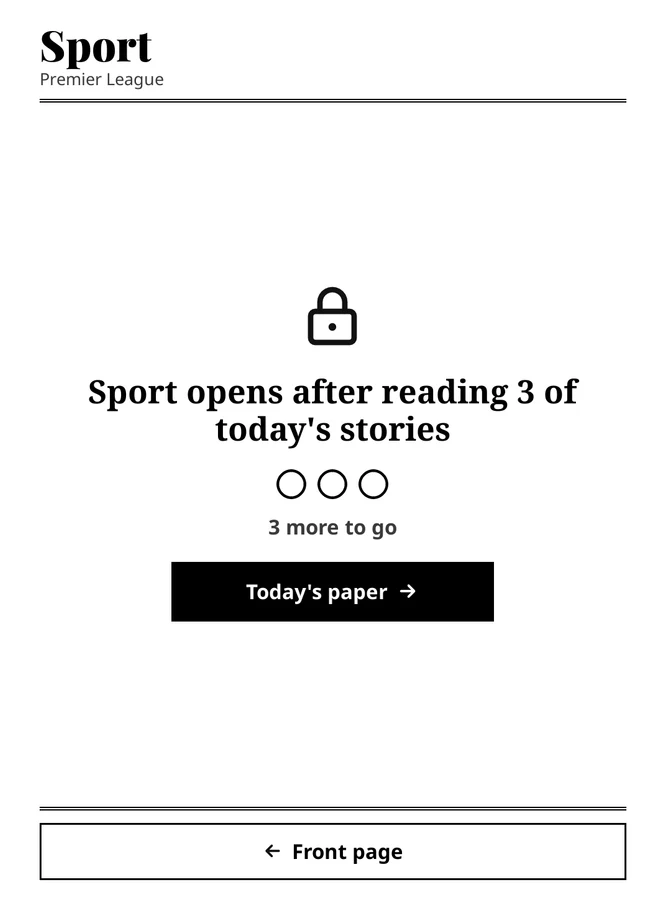 Sport
Premier League
Sport opens after reading 3 of
today's stories
3 more to go
Today's paper →
← Front page